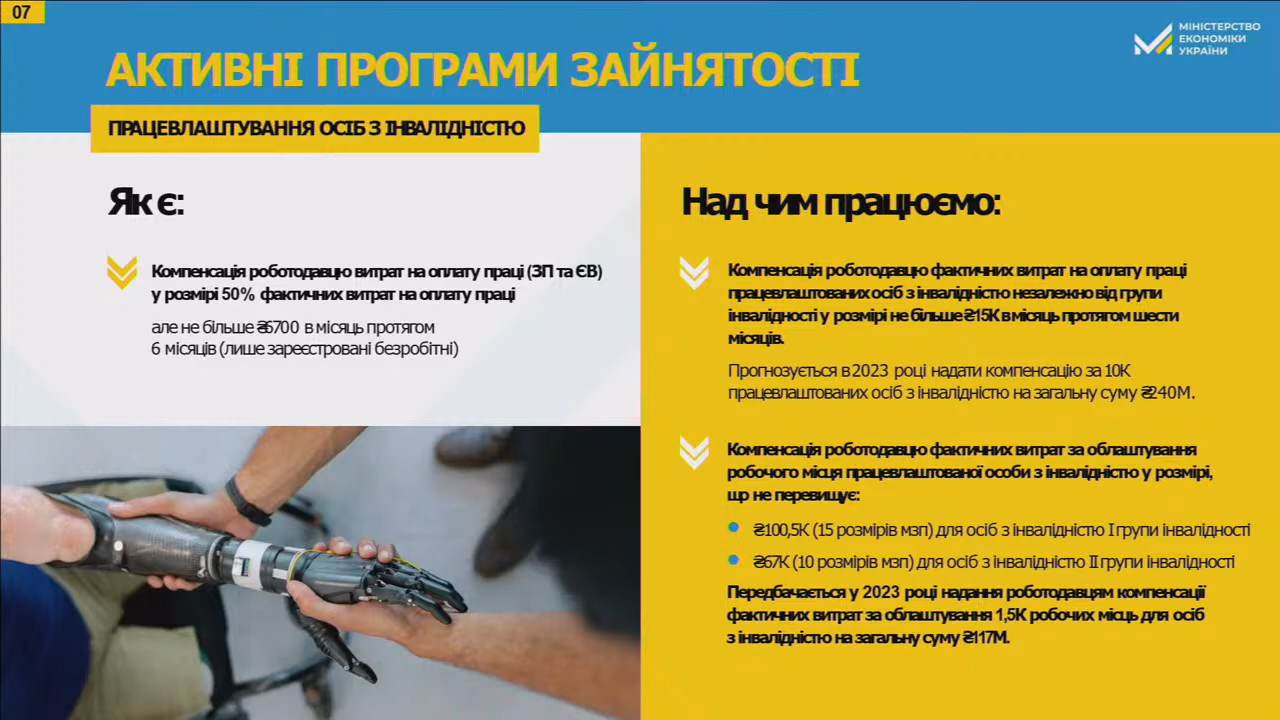 07
МІНІСТЕРСТВО
ЕКОНОМІКИ
УКРАЇНИ
АКТИВНІ ПРОГРАМИ ЗАЙНЯТОСТІ
ПРАЦЕВЛАШТУВАННЯ ОСІБ З ІНВАЛІДНІСТЮ
Як є:
Компенсація роботодавцю витрат на оплату праці (ЗП та ЄВ)
у розмірі 50% фактичних витрат на оплату праці
але не більше ₴6700 в місяць протягом
6 місяців (лише зареєстровані безробітні)
Над чим працюємо:
Компенсація роботодавцю фактичних витрат на оплату праці
працевлаштованих осіб з інвалідністю незалежно від групи
інвалідності у розмірі не більше ₴15К в місяць протягом шести
місяців.
Прогнозується в 2023 році надати компенсацію за 10К
працевлаштованих осіб з інвалідністю на загальну суму ₴240М.
Компенсація роботодавцю фактичних витрат за облаштування
робочого місця працевлаштованої особи з інвалідністю у розмірі,
що не перевищує:
₴100,5К (15 розмірів мзп) для осіб з інвалідністю I групи інвалідності
₴67К (10 розмірів мзп) для осіб з інвалідністю II групи інвалідності
Передбачається у 2023 році надання роботодавцям компенсації
фактичних витрат за облаштування 1,5К робочих місць для осіб
з інвалідністю на загальну суму ₴117М.